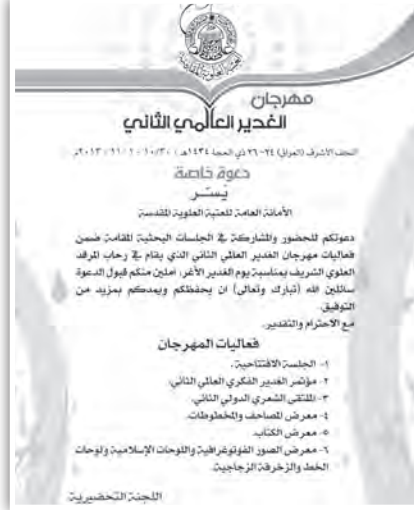 مهرجان
الغدير العالمي الثاني
النجف الأشرف (العراق) ٢٤-٢٦ ذي الحجة ١٤٣٤هـ / ٣٠/١٠ - ١/١١/٢٠١٣م
دعوة خاصة
يَسـر
الأمانة العامة للعتبة العلوية المقدسة
دعوتكم للحضور والمشاركة في الجلسات البحثية المقامة ضمن
فعاليات مهرجان الغدير العالمي الثاني الذي يقام في رحاب المرقد
العلوي الشريف بمناسبة يوم الغدير الأغر، آملين منكم قبول الدعوة
سائلين الله (تبارك وتعالى) ان يحفظكم ويمدكم بمزيد من
التوفيق.
مع الاحترام والتقدير.
فعاليات المهرجان
١- الجلسة الافتتاحية.
٢- مؤتمر الغدير الفكري العالمي الثاني.
٣- الملتقى الشعري الدولي الثاني.
٤- معرض المصاحف والمخطوطات.
٥- معرض الكتاب.
٦- معرض الصور الفوتوغرافية واللوحات الإسلامية ولوحات
الخط والزخرفة الزجاجية.
اللجنة التحضيرية